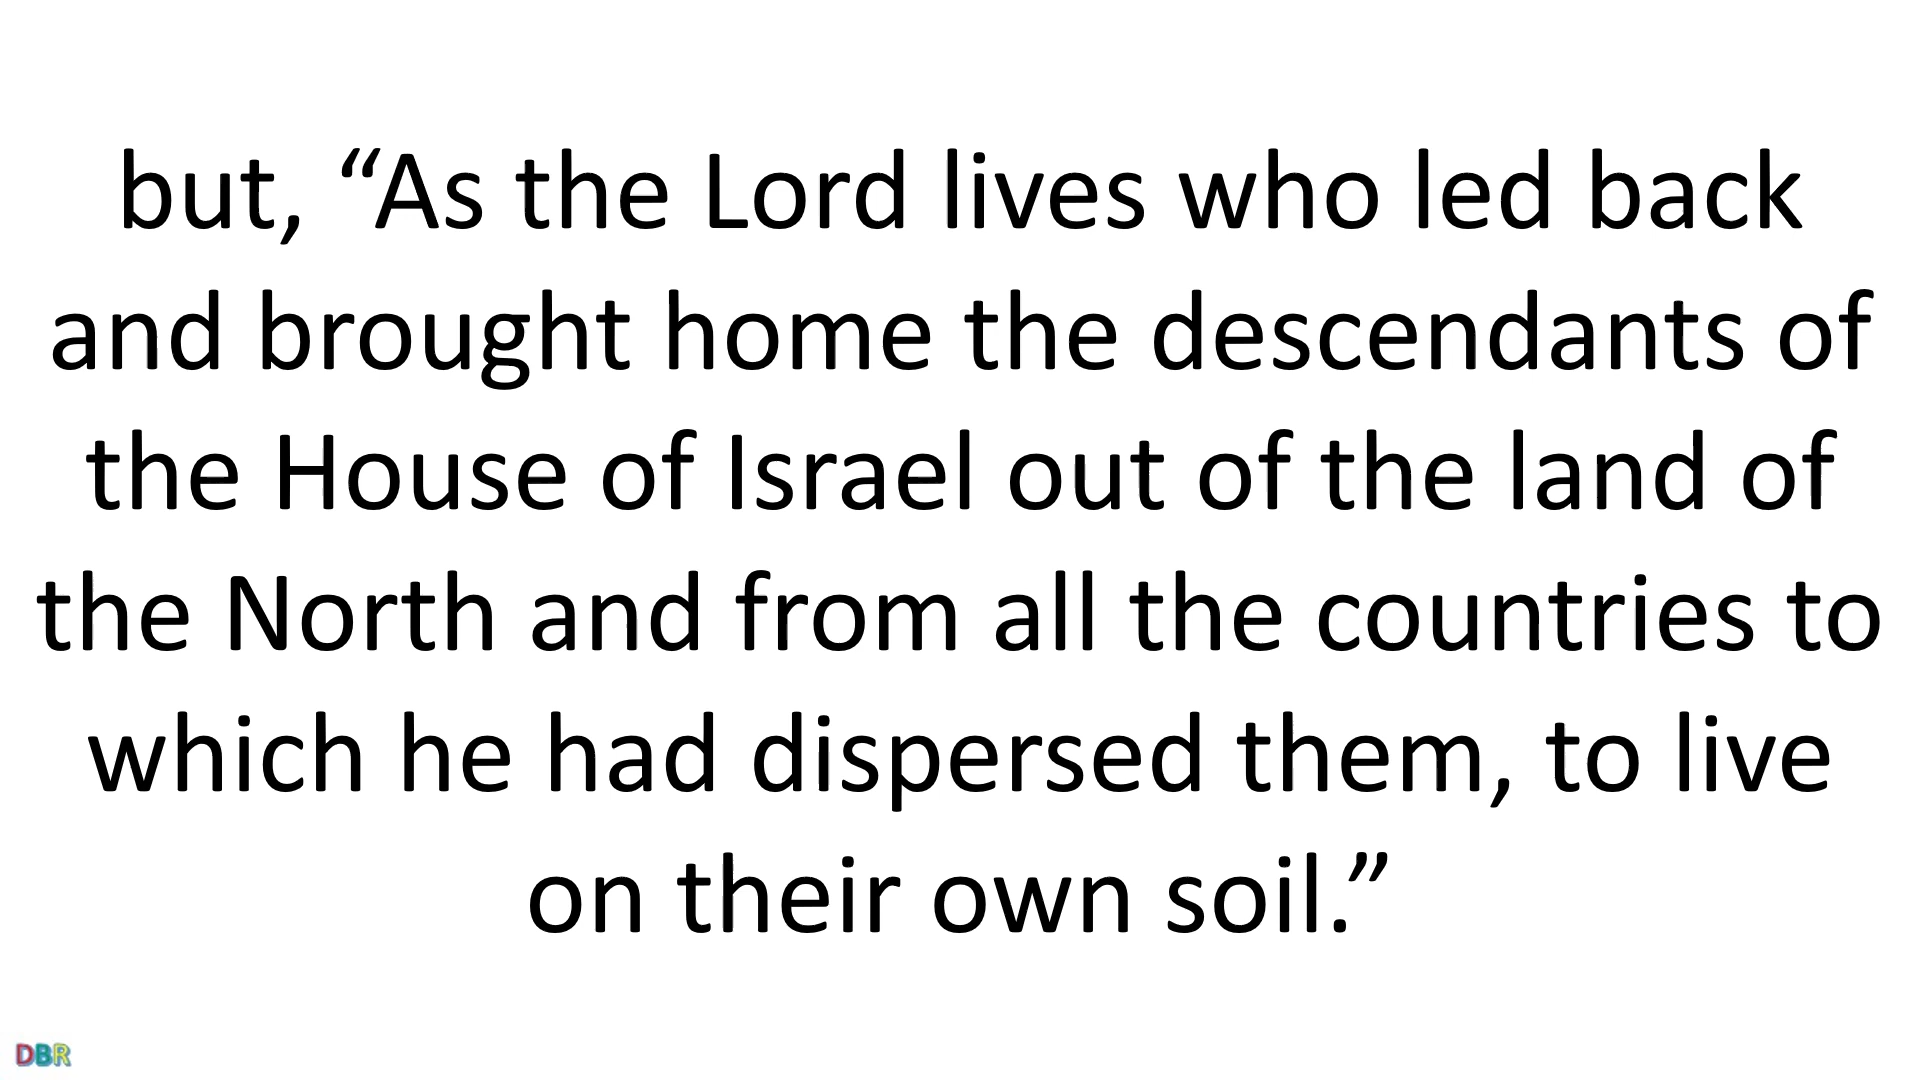 but, “As the Lord lives who led back
and brought home the descendants of
the House of Israel out of the land of
the North and from all the countries to
which he had dispersed them, to live
on their own soil.”
DBR